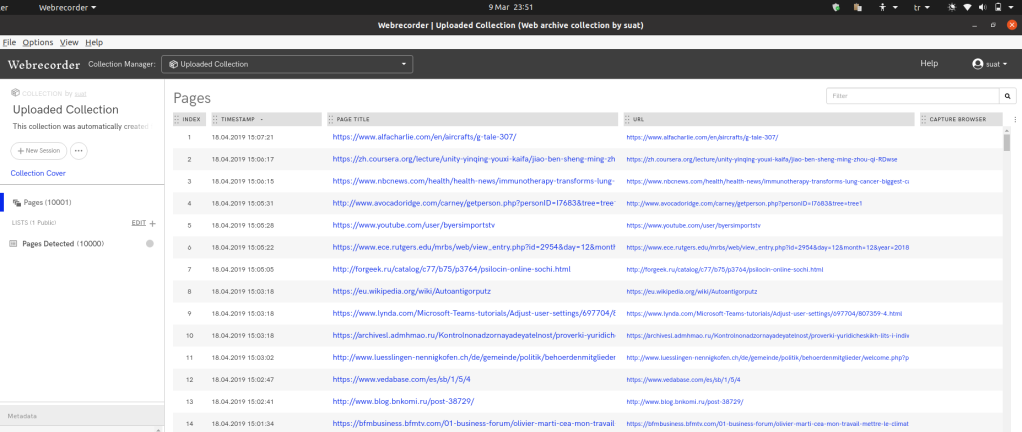 er Webrecorder 9 Mar 23:51 tr
Webrecorder | Uploaded Collection (Web archive collection by suat)
File Options View Help
Webrecorder Collection Manager: Uploaded Collection Help suat
COLLECTION by suat
Uploaded Collection
This collection was automatically created
+ New Session
Collection Cover
Pages (10001)
LISTS (1 Public) EDIT +
Pages Detected (10000)
Metadata
Pages Filter
INDEX TIMESTAMP PAGE TITLE URL CAPTURE BROWSER
1 18.04.2019 15:07:21 https://www.alfacharlie.com/en/aircrafts/g-tale-307/ https://www.alfacharlie.com/en/aircrafts/g-tale-307/
2 18.04.2019 15:06:17 https://zh.coursera.org/lecture/unity-yinqing-youxi-kaifa/jiao-ben-sheng-ming-zh https://zh.coursera.org/lecture/unity-yinqing-youxi-kaifa/jiao-ben-sheng-ming-zhou-qi-RDwse
3 18.04.2019 15:06:15 https://www.nbcnews.com/health/health-news/immunotherapy-transforms-lung- https://www.nbcnews.com/health/health-news/immunotherapy-transforms-lung-cancer-biggest-c
4 18.04.2019 15:05:31 http://www.avocadoridge.com/carney/getperson.php?personID=I7683&tree=tree1 http://www.avocadoridge.com/carney/getperson.php?personID=I7683&tree=tree1
5 18.04.2019 15:05:28 https://www.youtube.com/user/byersimportstv https://www.youtube.com/user/byersimportstv
6 18.04.2019 15:05:22 https://www.ece.rutgers.edu/mrbs/web/view_entry.php?id=2954&day=12&month https://www.ece.rutgers.edu/mrbs/web/view_entry.php?id=2954&day=12&month=12&year=2018
7 18.04.2019 15:05:05 http://forgeek.ru/catalog/c77/b75/p3764/psilocin-online-sochi.html http://forgeek.ru/catalog/c77/b75/p3764/psilocin-online-sochi.html
8 18.04.2019 15:03:18 https://eu.wikipedia.org/wiki/Autoantigorputz https://eu.wikipedia.org/wiki/Autoantigorputz
9 18.04.2019 15:03:18 https://www.lynda.com/Microsoft-Teams-tutorials/Adjust-user-settings/697704/8 https://www.lynda.com/Microsoft-Teams-tutorials/Adjust-user-settings/697704/807359-4.html
10 18.04.2019 15:03:18 https://archivesl.admhmao.ru/Kontrolnonadzornayadeyatelnost/proverki-yuridich https://archivesl.admhmao.ru/Kontrolnonadzornayadeyatelnost/proverki-yuridicheskikh-lits-i-indiv
11 18.04.2019 15:03:02 http://www.luesslingen-nennigkofen.ch/de/gemeinde/politik/behoerdenmitglieder http://www.luesslingen-nennigkofen.ch/de/gemeinde/politik/behoerdenmitglieder/welcome.php?p
12 18.04.2019 15:02:47 https://www.vedabase.com/es/sb/1/5/4 https://www.vedabase.com/es/sb/1/5/4
13 18.04.2019 15:02:41 http://www.blog.bnkomi.ru/post-38729/ http://www.blog.bnkomi.ru/post-38729/
14 18.04.2019 15:01:34 https://bfmbusiness.bfmtv.com/01-business-forum/olivier-marti-cea-mon-travail https://bfmbusiness.bfmtv.com/01-business-forum/olivier-marti-cea-mon-travail-mettre-le-climat